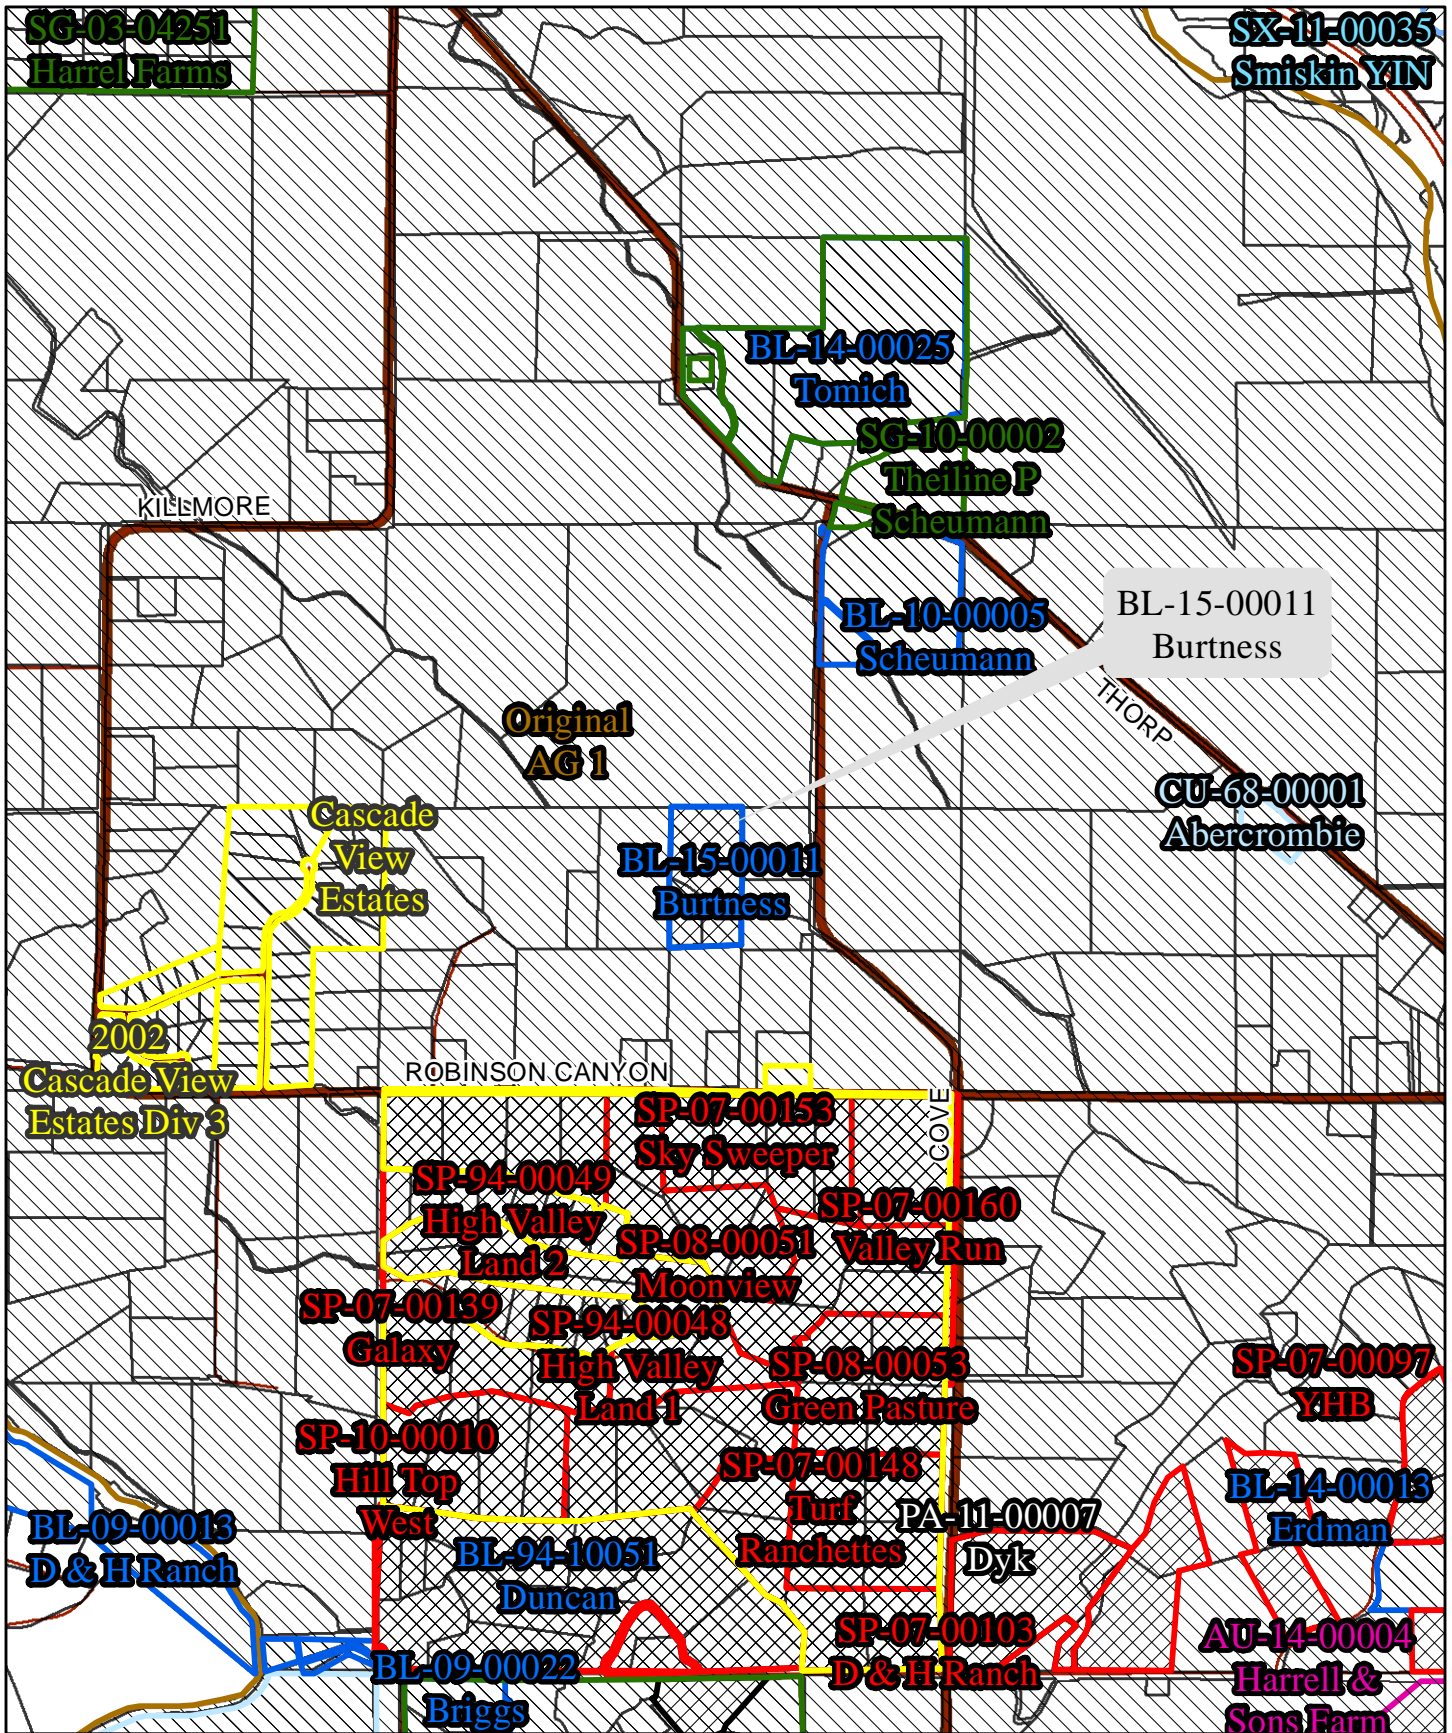 SG-03-04251
Harrel Farms
SX-11-00035
Smiskin YIN
BL-14-00025
Tomich
SG-10-00002
Theiline P
Scheumann
KILLMORE
BL-10-00005
Scheumann
BL-15-00011
Burtness
THORP
Original
AG 1
CU-68-00001
Abercrombie
Cascade
View
Estates
BL-15-00011
Burtness
2002
Cascade View
Estates Div 3
ROBINSON CANYON
COVE
SP-07-00153
Sky Sweeper
SP-94-00049
High Valley
Land 2
SP-07-00160
Valley Run
SP-08-00051
Moonview
SP-07-00139
Galaxy
SP-94-00048
High Valley
Land 1
SP-08-00053
Green Pasture
SP-07-00097
YHB
SP-10-00010
Hill Top
West
SP-07-00148
Turf
Ranchettes
PA-11-00007
Dyk
BL-14-00013
Erdman
BL-09-00013
D & H Ranch
BL-94-10051
Duncan
SP-07-00103
D & H Ranch
AU-14-00004
Harrell &
Sons Farm
BL-09-00022
Briggs